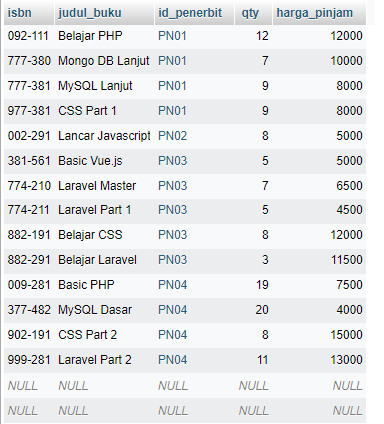 isbn judul_buku id_penerbit qty harga_pinjam
092-111 Belajar PHP PN01 12 12000
777-380 Mongo DB Lanjut PN01 7 10000
777-381 MySQL Lanjut PN01 9 8000
977-381 CSS Part 1 PN01 9 8000
002-291 Lancar Javascript PN02 8 5000
381-561 Basic Vue.js PN03 5 5000
774-210 Laravel Master PN03 7 6500
774-211 Laravel Part 1 PN03 5 4500
882-191 Belajar CSS PN03 8 12000
882-291 Belajar Laravel PN03 3 11500
009-281 Basic PHP PN04 19 7500
377-482 MySQL Dasar PN04 20 4000
902-191 CSS Part 2 PN04 8 15000
999-281 Laravel Part 2 PN04 11 13000
NULL NULL NULL NULL NULL
NULL NULL NULL NULL NULL